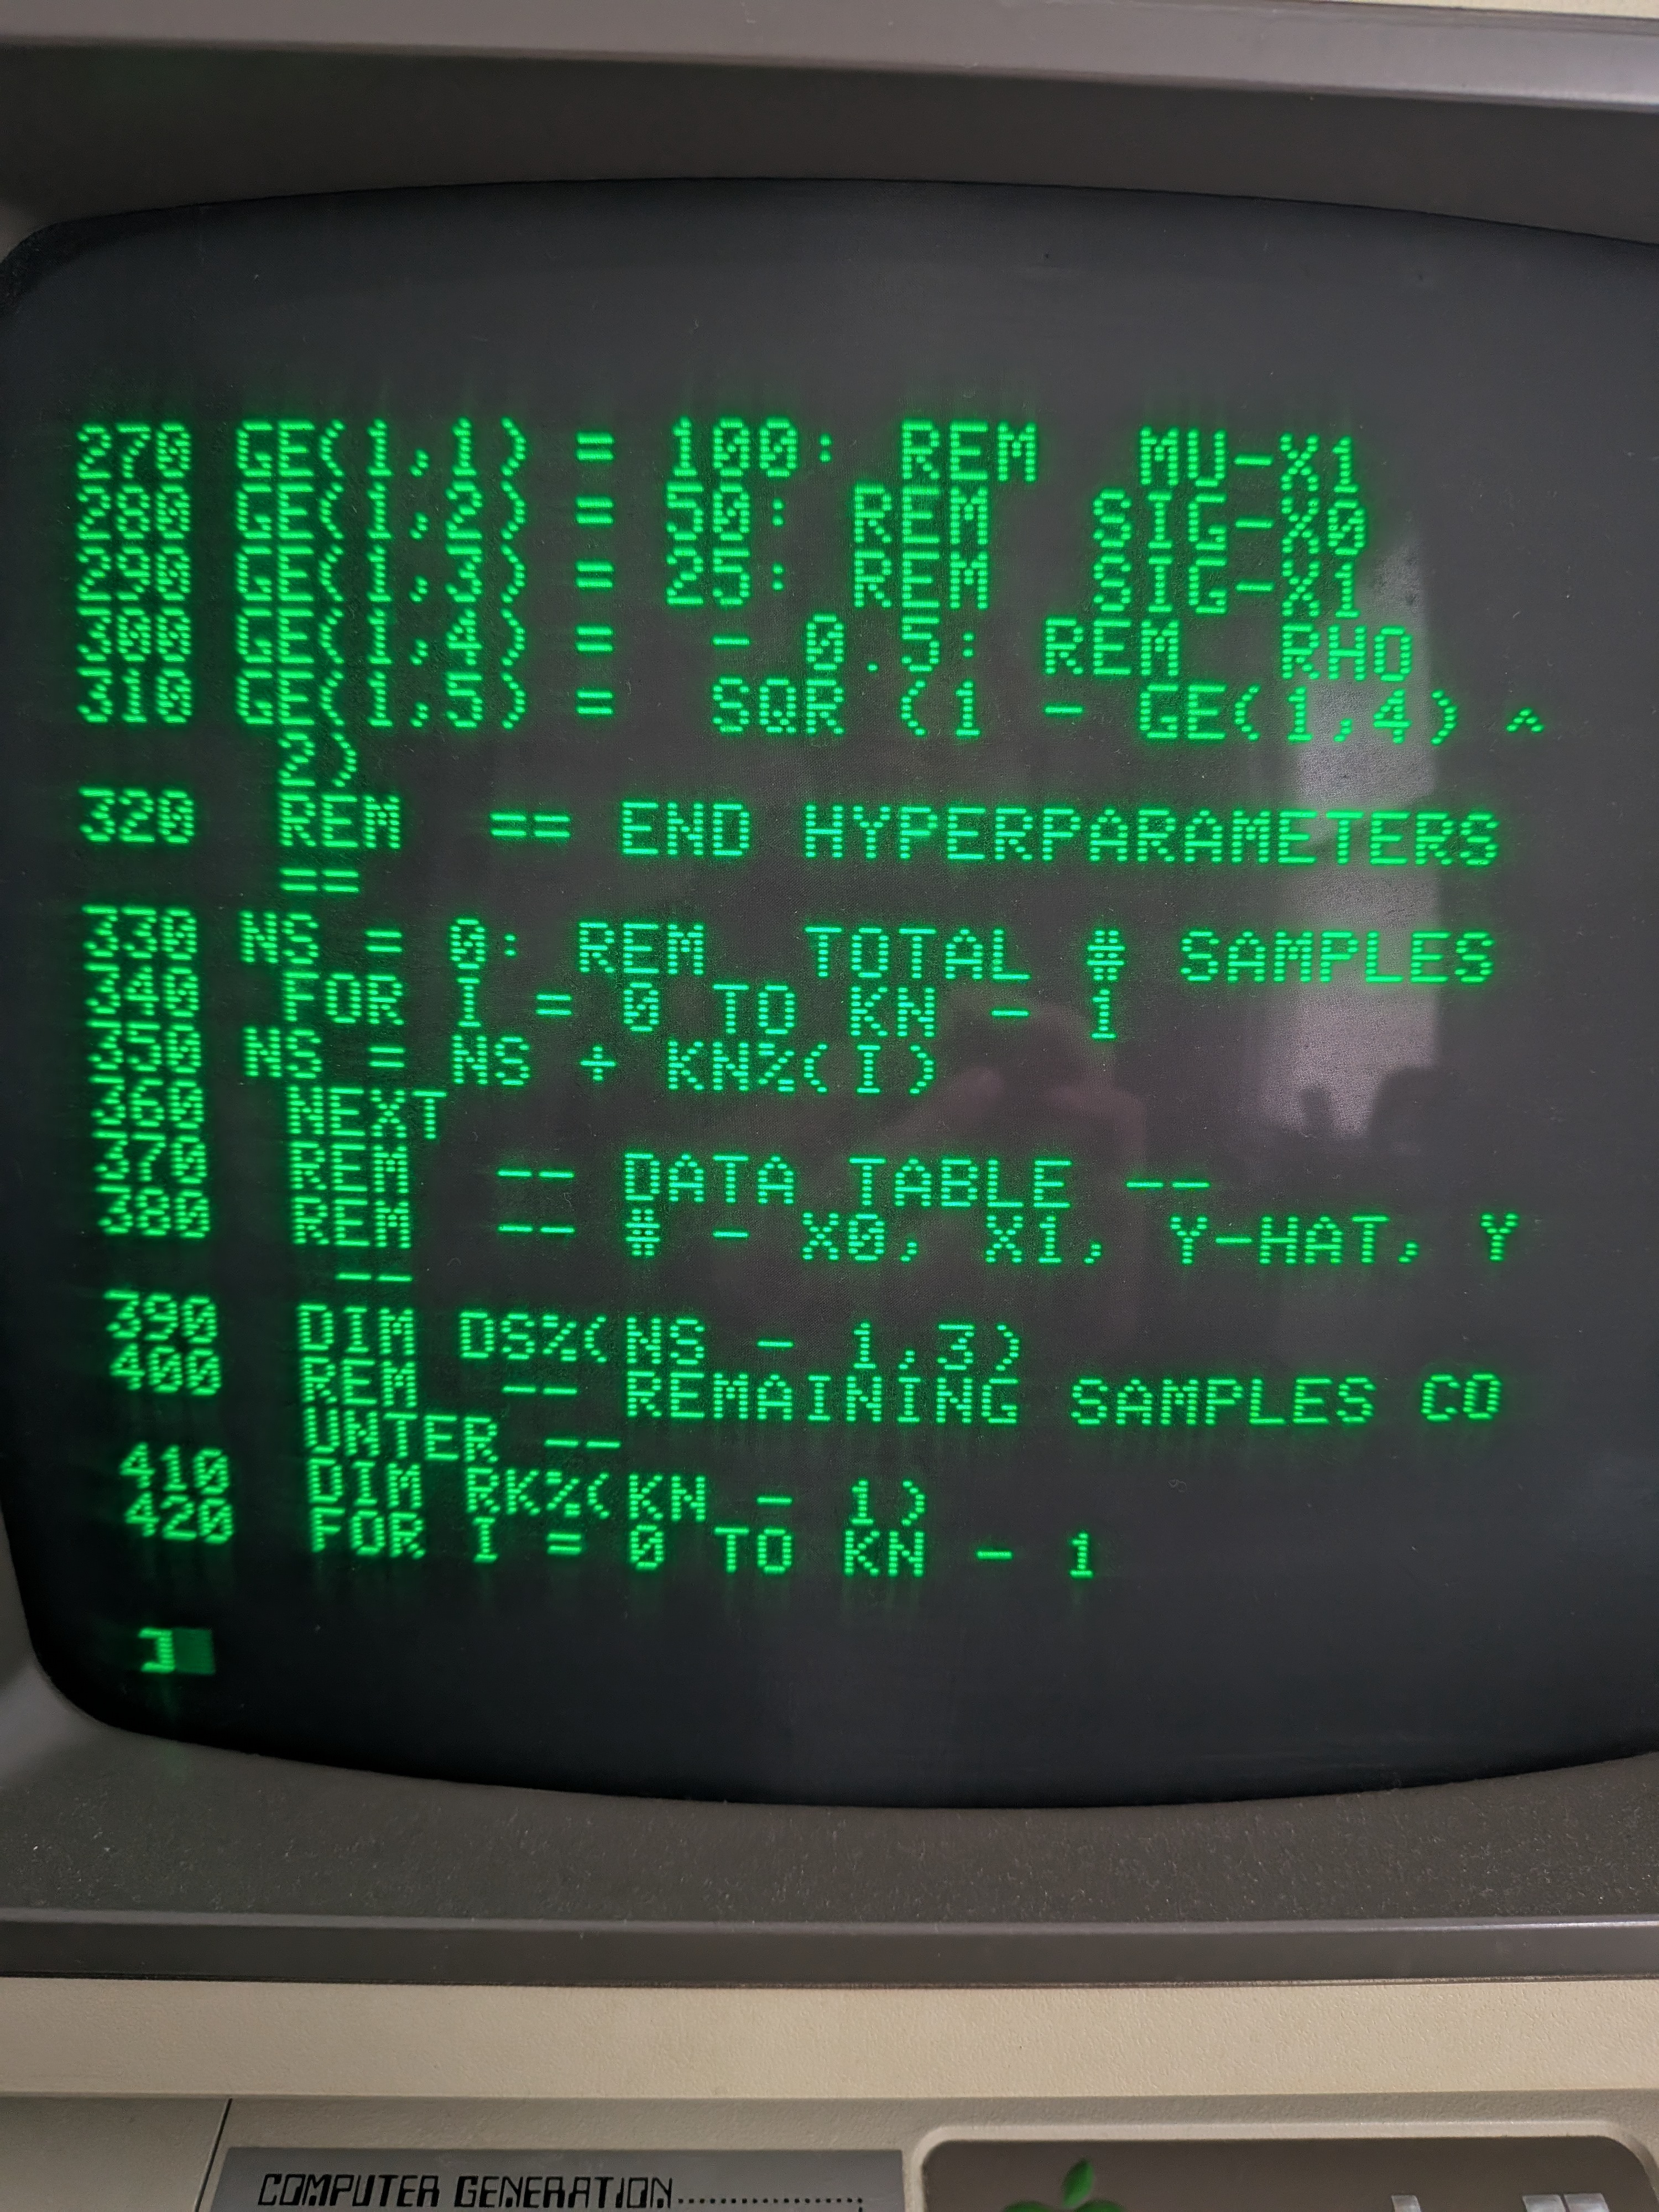 270 GE(1,1) = 100: REM  MU-X1
280 GE(1,2) = 50: REM  SIG-X0
290 GE(1,3) = 25: REM  SIG-X1
300 GE(1,4) =  - 0.5: REM  RHO
310 GE(1,5) =  SQR (1 - GE(1,4) ^
2)
320  REM  == END HYPERPARAMETERS
==
330 NS = 0: REM  TOTAL # SAMPLES
340  FOR I = 0 TO KN - 1
350 NS = NS + KN%(I)
360  NEXT
370  REM  -- DATA TABLE --
380  REM  -- # - X0, X1, Y-HAT, Y
--
390  DIM DS%(NS - 1,3)
400  REM  -- REMAINING SAMPLES CO
UNTER --
410  DIM RK%(KN - 1)
420  FOR I = 0 TO KN - 1
]
COMPUTER GENERATION